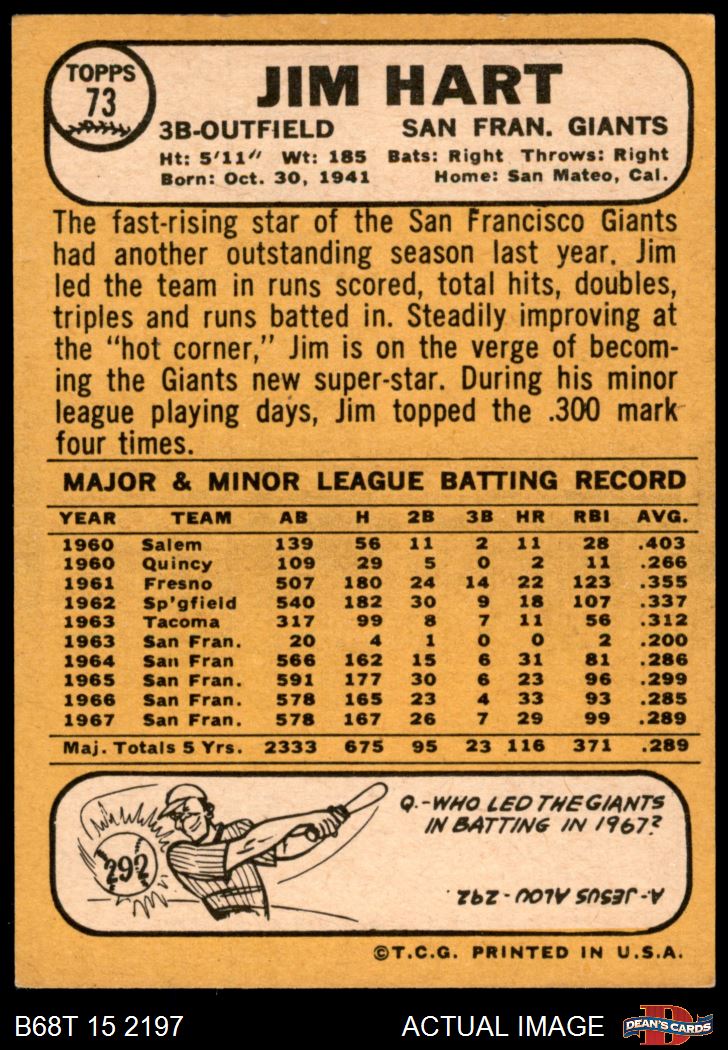 TOPPS
73
JIM HART
3B-OUTFIELD SAN FRAN. GIANTS
Ht: 5'11" Wt: 185 Bats: Right Throws: Right
Born: Oct. 30, 1941 Home: San Mateo, Cal.
The fast-rising star of the San Francisco Giants
had another outstanding season last year. Jim
led the team in runs scored, total hits, doubles,
triples and runs batted in. Steadily improving at
the "hot corner," Jim is on the verge of becom-
ing the Giants new super-star. During his minor
league playing days, Jim topped the .300 mark
four times.
MAJOR & MINOR LEAGUE BATTING RECORD
YEAR TEAM AB H 2B 3B HR RBI AVG.
1960 Salem 139 56 11 2 11 28 .403
1960 Quincy 109 29 5 0 2 11 .266
1961 Fresno 507 180 24 14 22 123 .355
1962 Sp'gfield 540 182 30 9 18 107 .337
1963 Tacoma 317 99 8 7 11 56 .312
1963 San Fran. 20 4 1 0 0 2 .200
1964 San Fran. 566 162 15 6 31 81 .286
1965 San Fran. 591 177 30 6 23 96 .299
1966 San Fran. 578 165 23 4 33 93 .285
1967 San Fran. 578 167 26 7 29 99 .289
Maj. Totals 5 Yrs. 2333 675 95 23 116 371 .289
292
Q.-WHO LED THE GIANTS
IN BATTING IN 1967?
A-JESUS ALOU-292
©T.C.G. PRINTED IN U.S.A.
B68T 15 2197 ACTUAL IMAGE
D
DEAN'S CARDS